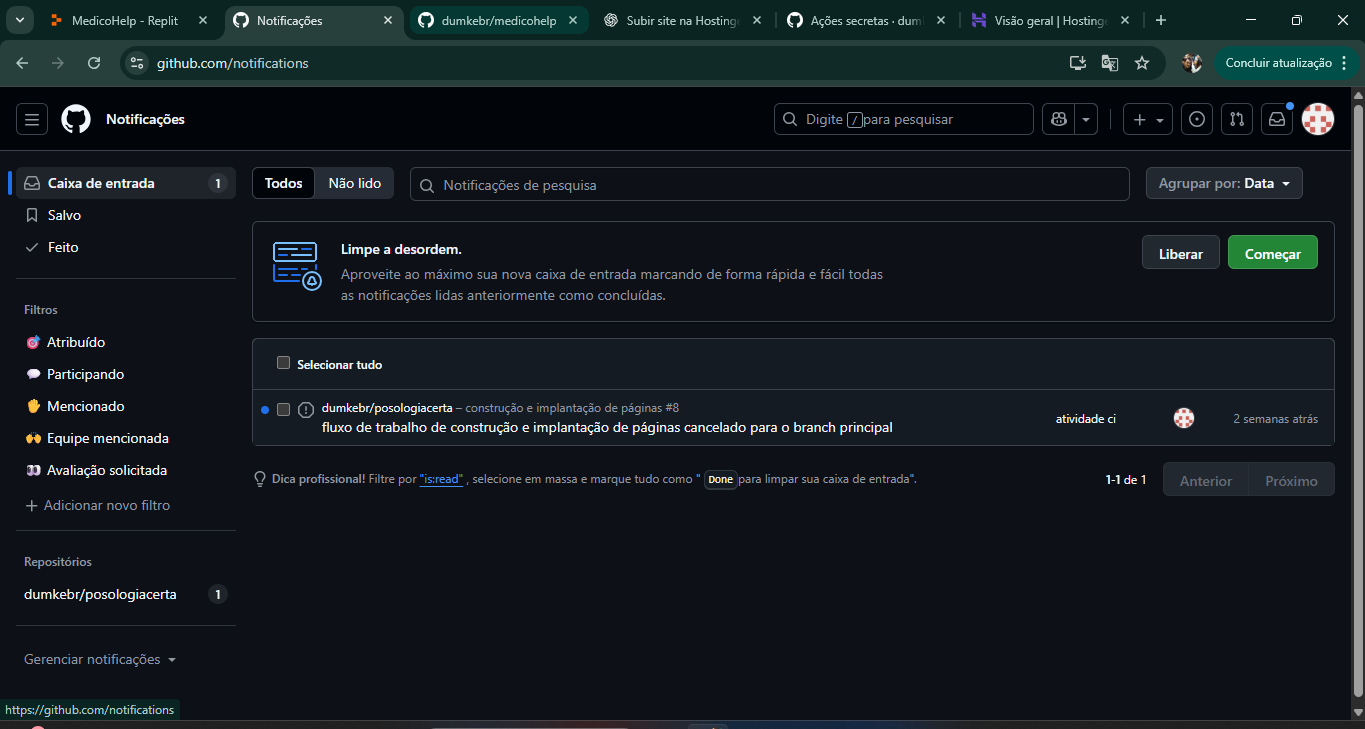 MedicoHelp - Replit
Notificações
dumkebr/medicohelp
Subir site na Hostinge
Ações secretas · dum
Visão geral | Hostinge
github.com/notifications
Concluir atualização
Notificações
Digite / para pesquisar
Caixa de entrada 1
Salvo
Feito
Filtros
Atribuído
Participando
Mencionado
Equipe mencionada
Avaliação solicitada
Adicionar novo filtro
Repositórios
dumkebr/posologiacerta 1
Gerenciar notificações
Todos Não lido
Notificações de pesquisa
Agrupar por: Data
Limpe a desordem.
Aproveite ao máximo sua nova caixa de entrada marcando de forma rápida e fácil todas
as notificações lidas anteriormente como concluídas.
Liberar Começar
Selecionar tudo
dumkebr/posologiacerta – construção e implantação de páginas #8
fluxo de trabalho de construção e implantação de páginas cancelado para o branch principal
atividade ci
2 semanas atrás
Dica profissional! Filtre por "is:read" , selecione em massa e marque tudo como " Done para limpar sua caixa de entrada".
1-1 de 1
Anterior Próximo
https://github.com/notifications